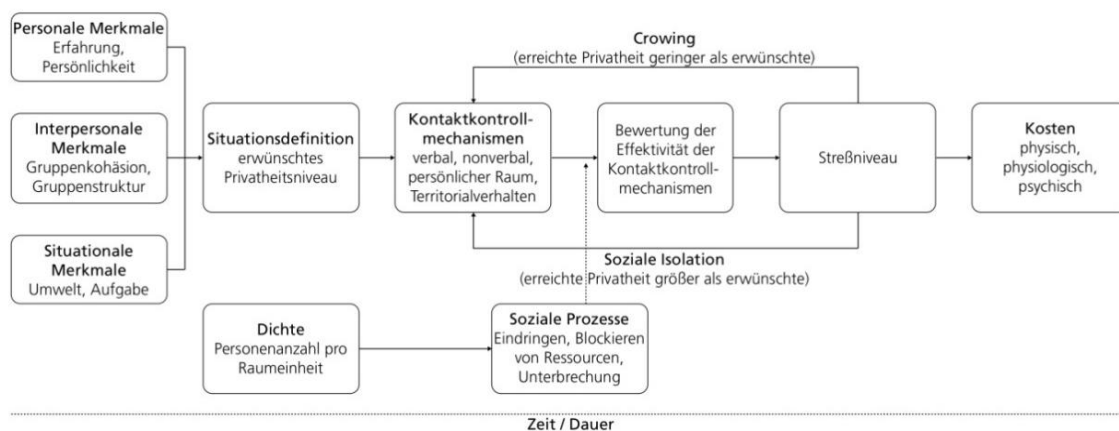 Personale Merkmale
Erfahrung,
Persönlichkeit
Interpersonale
Merkmale
Gruppenkohäsion,
Gruppenstruktur
Situationale
Merkmale
Umwelt, Aufgabe
Situationsdefinition
erwünschtes
Privatheitsniveau
Crowing
(erreichte Privatheit geringer als erwünschte)
Kontaktkontroll-
mechanismen
verbal, nonverbal,
persönlicher Raum,
Territorialverhalten
Bewertung der
Effektivität der
Kontaktkontroll-
mechanismen
Streßniveau
Kosten
physisch,
physiologisch,
psychisch
Soziale Isolation
(erreichte Privatheit größer als erwünschte)
Dichte
Personenanzahl pro
Raumeinheit
Soziale Prozesse
Eindringen, Blockieren
von Ressourcen,
Unterbrechung
Zeit / Dauer